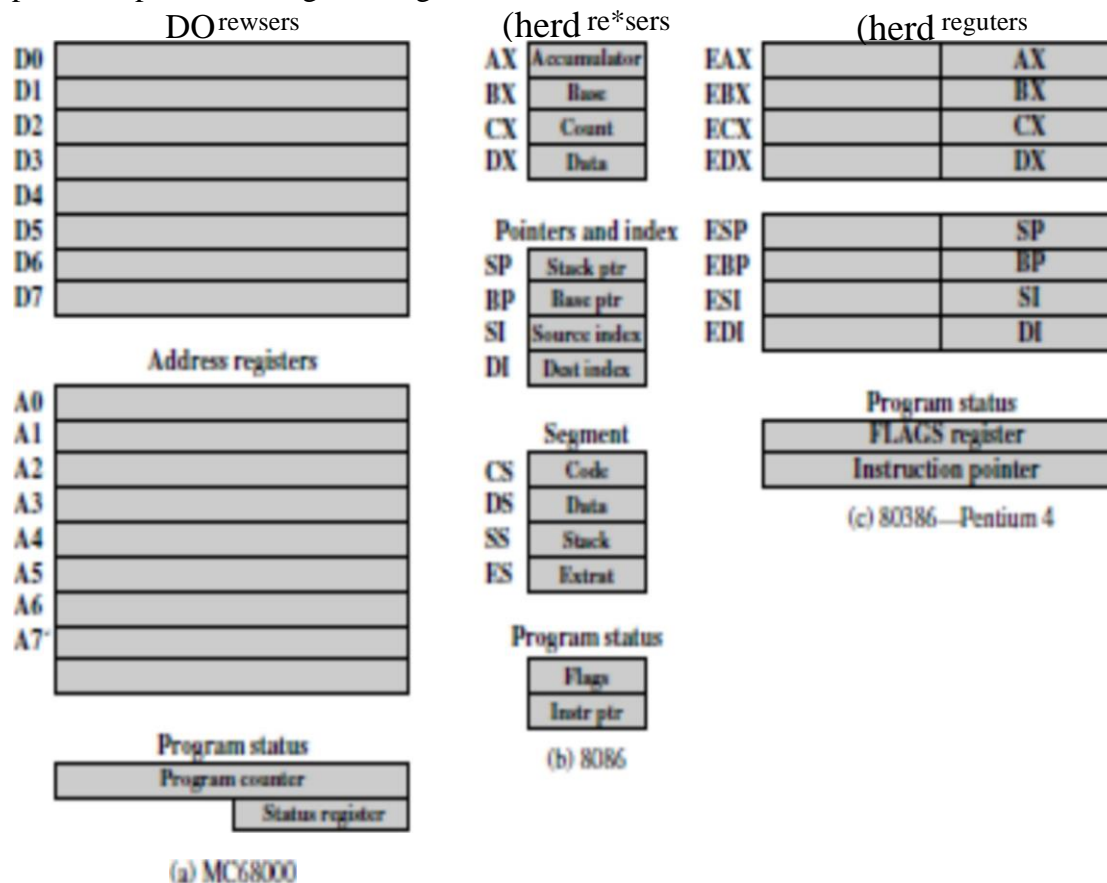 DO rewsers
D0
D1
D2
D3
D4
D5
D6
D7
Address registers
A0
A1
A2
A3
A4
A5
A6
A7'
Program status
Program counter
Status register
(a) MC68000
(herd re*sers
AX Accumulator
BX Base
CX Count
DX Data
Pointers and index
SP Stack ptr
BP Base ptr
SI Source index
DI Dest index
Segment
CS Code
DS Data
SS Stack
ES Extrat
Program status
Flags
Instr ptr
(b) 8086
(herd reguters
EAX AX
EBX BX
ECX CX
EDX DX
ESP SP
EBP BP
ESI SI
EDI DI
Program status
FLAGS register
Instruction pointer
(c) 80386—Pentium 4